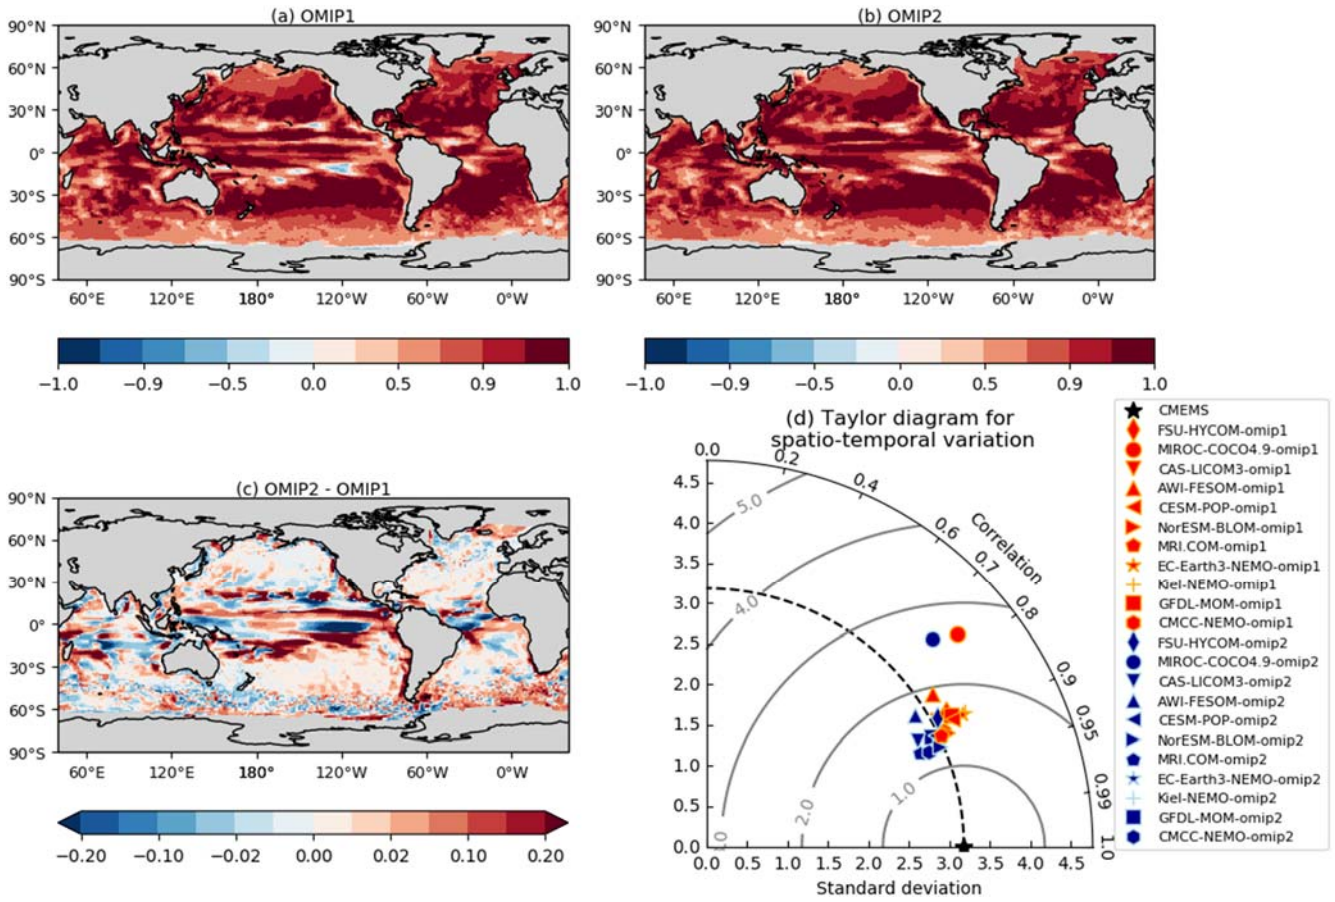 (a) OMIP1
90°N
60°N
30°N
0°
30°S
60°S
90°S
60°E 120°E 180° 120°W 60°W 0°W
−1.0 −0.9 −0.5 0.0 0.5 0.9 1.0
(b) OMIP2
90°N
60°N
30°N
0°
30°S
60°S
90°S
60°E 120°E 180° 120°W 60°W 0°W
−1.0 −0.9 −0.5 0.0 0.5 0.9 1.0
(c) OMIP2 - OMIP1
90°N
60°N
30°N
0°
30°S
60°S
90°S
60°E 120°E 180° 120°W 60°W 0°W
−0.20 −0.10 −0.02 0.00 0.02 0.10 0.20
(d) Taylor diagram for
spatio-temporal variation
0.0 0.2 0.4 0.6 0.7 0.8 0.9 0.95 0.99 1.0
Correlation
4.5
4.0
3.5
3.0
2.5
2.0
1.5
1.0
0.5
0.0
5.0
4.0
2.0
1.0
0.0 0.5 1.0 1.5 2.0 2.5 3.0 3.5 4.0 4.5
Standard deviation
CMEMS
FSU-HYCOM-omip1
MIROC-COCO4.9-omip1
CAS-LICOM3-omip1
AWI-FESOM-omip1
CESM-POP-omip1
NorESM-BLOM-omip1
MRI.COM-omip1
EC-Earth3-NEMO-omip1
Kiel-NEMO-omip1
GFDL-MOM-omip1
CMCC-NEMO-omip1
FSU-HYCOM-omip2
MIROC-COCO4.9-omip2
CAS-LICOM3-omip2
AWI-FESOM-omip2
CESM-POP-omip2
NorESM-BLOM-omip2
MRI.COM-omip2
EC-Earth3-NEMO-omip2
Kiel-NEMO-omip2
GFDL-MOM-omip2
CMCC-NEMO-omip2